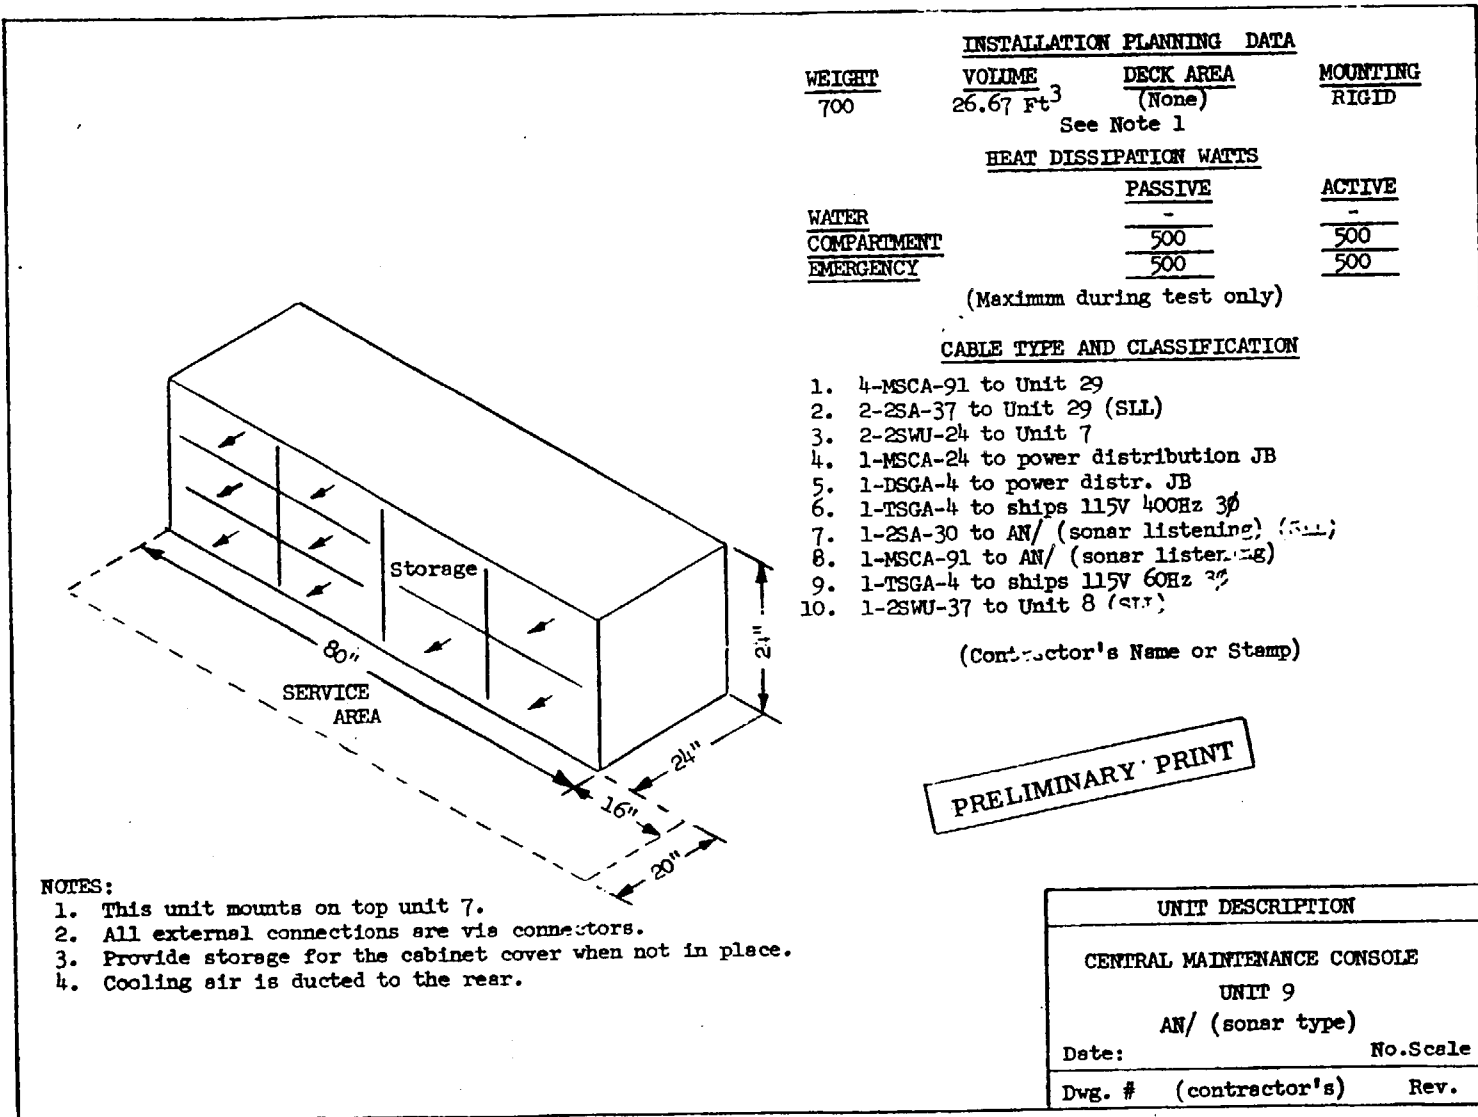 INSTALLATION PLANNING DATA
WEIGHT VOLUME DECK AREA MOUNTING
700 26.67 Ft³ (None) RIGID
See Note 1
HEAT DISSIPATION WATTS
PASSIVE ACTIVE
WATER - -
COMPARTMENT 500 500
EMERGENCY 500 500
(Maximum during test only)
CABLE TYPE AND CLASSIFICATION
1. 4-MSCA-91 to Unit 29
2. 2-2SA-37 to Unit 29 (SLL)
3. 2-2SWU-24 to Unit 7
4. 1-MSCA-24 to power distribution JB
5. 1-DSGA-4 to power distr. JB
6. 1-TSGA-4 to ships 115V 400Hz 3ø
7. 1-2SA-30 to AN/ (sonar listening)
8. 1-MSCA-91 to AN/ (sonar listening)
9. 1-TSGA-4 to ships 115V 60Hz 3ø
10. 1-2SWU-37 to Unit 8
(Contractor's Name or Stamp)
PRELIMINARY PRINT
Storage
80"
SERVICE
AREA
24"
24"
16"
20"
NOTES:
1. This unit mounts on top unit 7.
2. All external connections are via connectors.
3. Provide storage for the cabinet cover when not in place.
4. Cooling air is ducted to the rear.
UNIT DESCRIPTION
CENTRAL MAINTENANCE CONSOLE
UNIT 9
AN/ (sonar type)
Date: No.Scale
Dwg. # (contractor's) Rev.